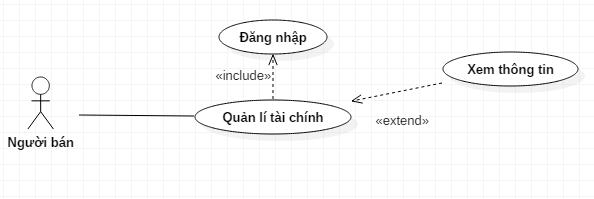 Đăng nhập
«include»
Xem thông tin
Quản lí tài chính
«extend»
Người bán